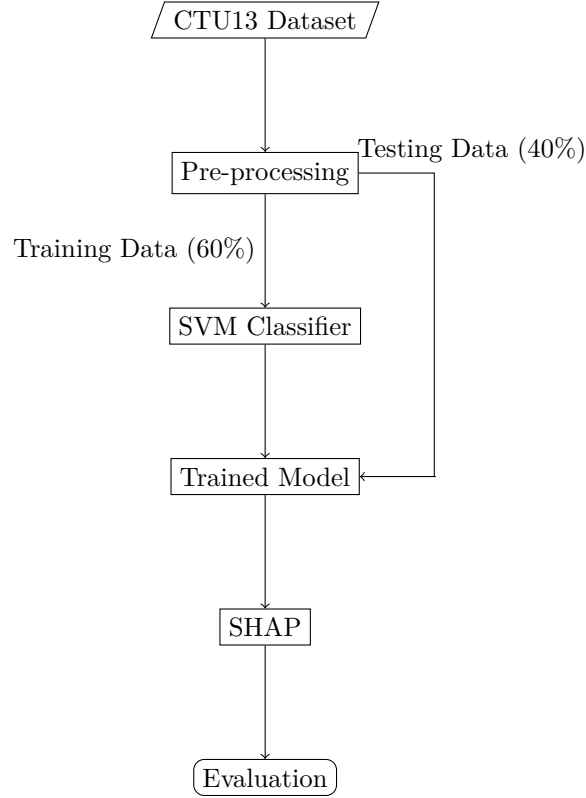 CTU13 Dataset
Testing Data (40%)
Pre-processing
Training Data (60%)
SVM Classifier
Trained Model
SHAP
Evaluation